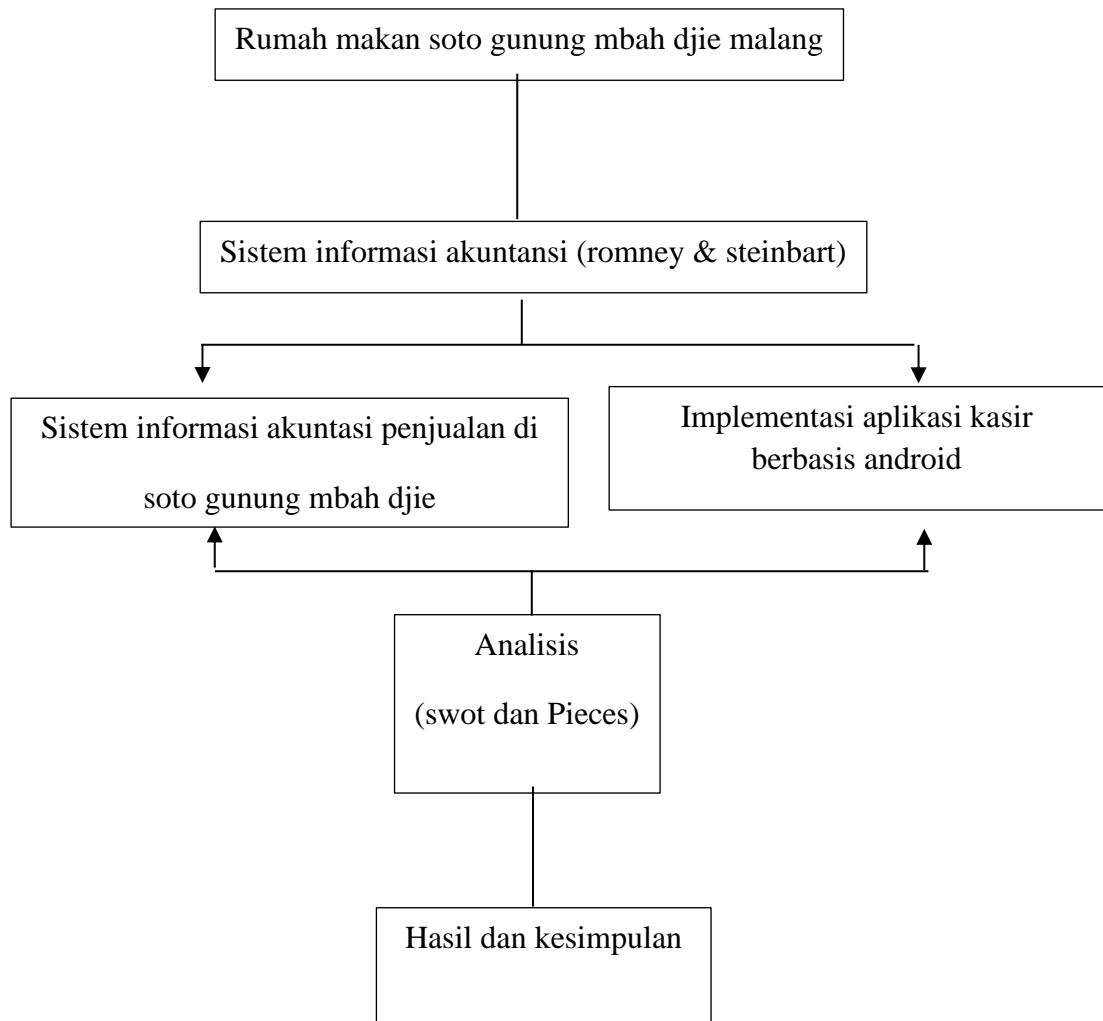 Rumah makan soto gunung mbah djie malang
Sistem informasi akuntansi (romney & steinbart)
Sistem informasi akuntasi penjualan di
soto gunung mbah djie
Implementasi aplikasi kasir
berbasis android
Analisis
(swot dan Pieces)
Hasil dan kesimpulan